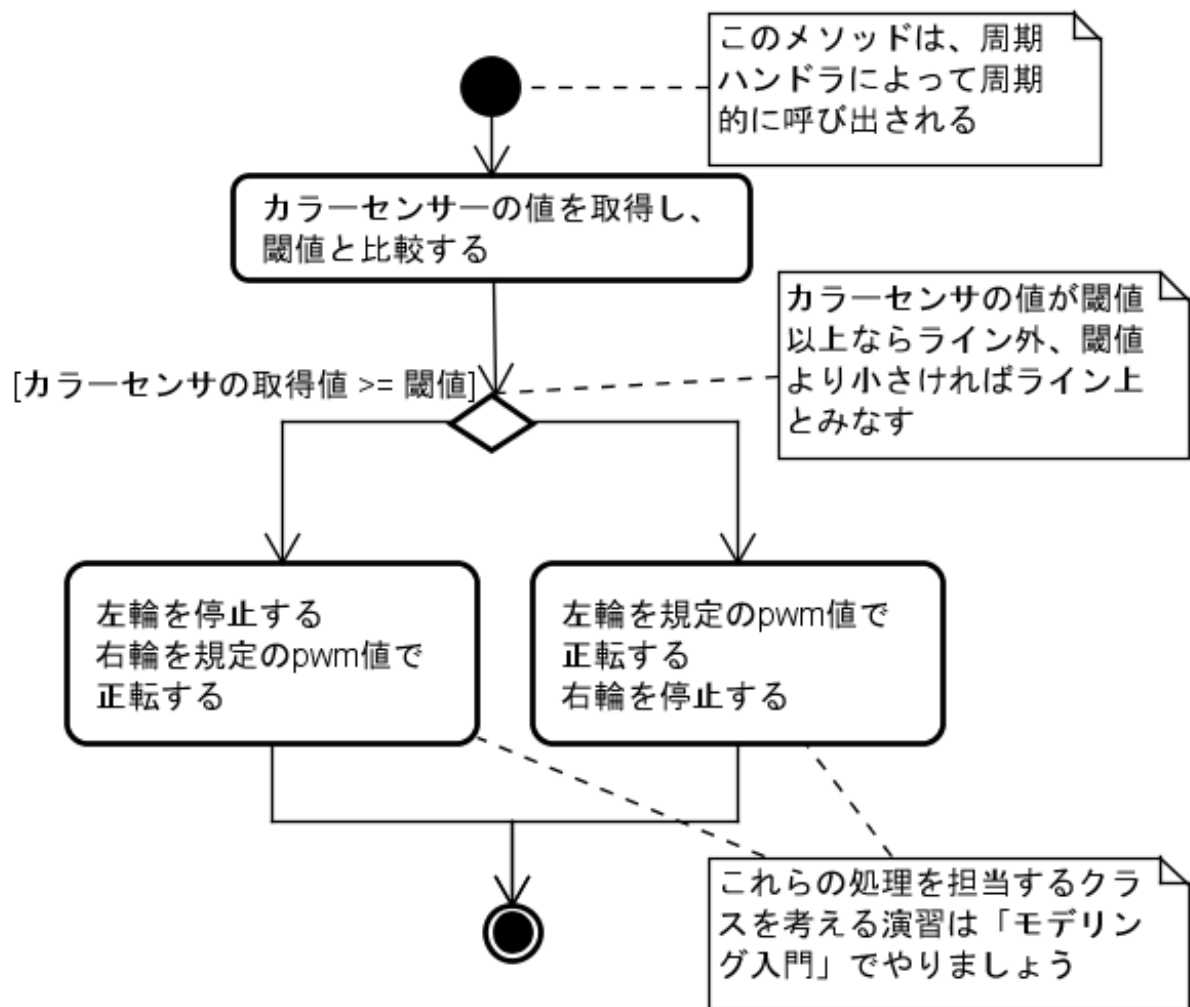 このメソッドは、周期
ハンドラによって周期
的に呼び出される
カラーセンサーの値を取得し、
閾値と比較する
カラーセンサの値が閾値
以上ならライン外、閾値
より小さければライン上
とみなす
[カラーセンサの取得値 >= 閾値]
左輪を停止する
右輪を規定のpwm値で
正転する
左輪を規定のpwm値で
正転する
右輪を停止する
これらの処理を担当するクラ
スを考える演習は「モデリン
グ入門」でやりましょう